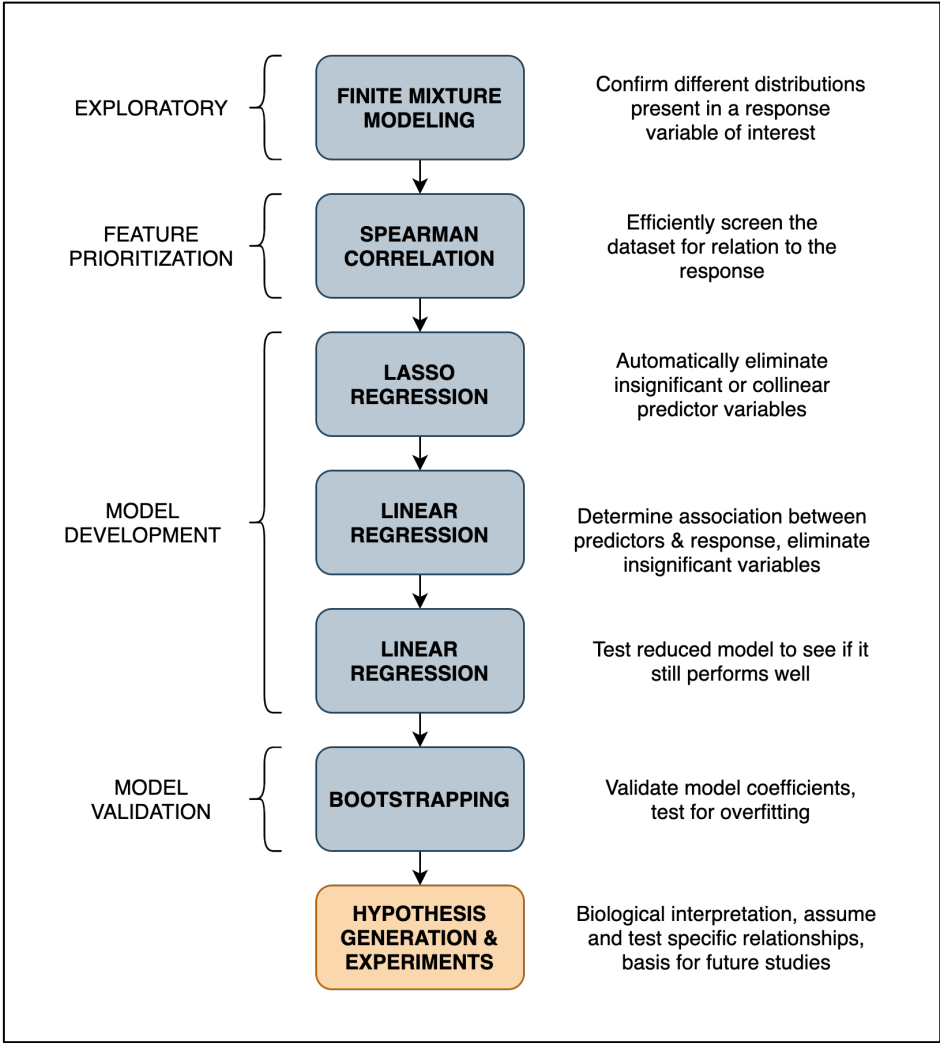 EXPLORATORY
FINITE MIXTURE
MODELING
Confirm different distributions
present in a response
variable of interest
FEATURE
PRIORITIZATION
SPEARMAN
CORRELATION
Efficiently screen the
dataset for relation to the
response
MODEL
DEVELOPMENT
LASSO
REGRESSION
Automatically eliminate
insignificant or collinear
predictor variables
LINEAR
REGRESSION
Determine association between
predictors & response, eliminate
insignificant variables
LINEAR
REGRESSION
Test reduced model to see if it
still performs well
MODEL
VALIDATION
BOOTSTRAPPING
Validate model coefficients,
test for overfitting
HYPOTHESIS
GENERATION &
EXPERIMENTS
Biological interpretation, assume
and test specific relationships,
basis for future studies